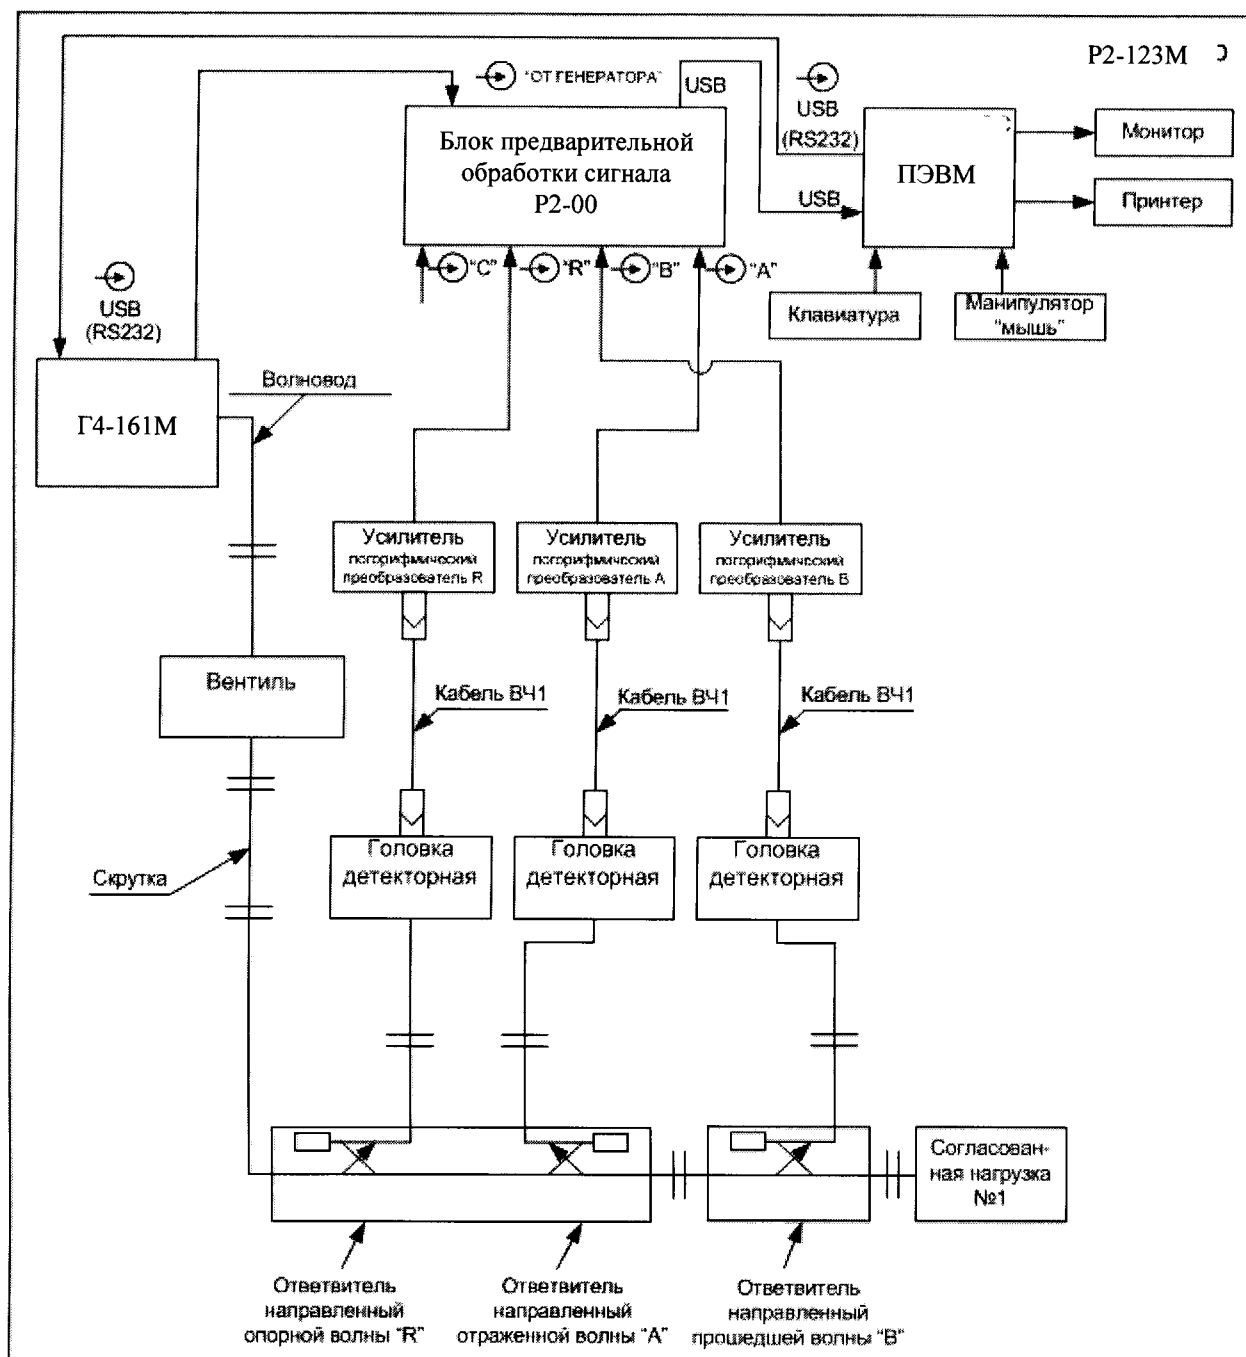 Р2-123М
"ОТ ГЕНЕРАТОРА"
USB
USB
(RS232)
Блок предварительной
обработки сигнала
Р2-00
ПЭВМ
Монитор
Принтер
USB
"C"
"R"
"B"
"A"
Клавиатура
Манипулятор
"мышь"
USB
(RS232)
Г4-161М
Волновод
Усилитель
логорифмический
преобразователь R
Усилитель
логорифмический
преобразователь A
Усилитель
логорифмический
преобразователь B
Вентиль
Кабель ВЧ1
Кабель ВЧ1
Кабель ВЧ1
Скрутка
Головка
детекторная
Головка
детекторная
Головка
детекторная
Согласован-
ная нагрузка
№1
Ответвитель
направленный
опорной волны "R"
Ответвитель
направленный
отраженной волны "A"
Ответвитель
направленный
прошедшей волны "B"